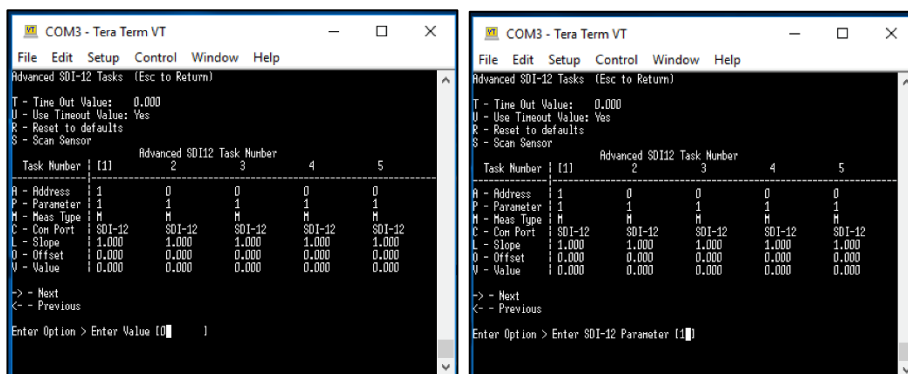 COM3 - Tera Term VT
File Edit Setup Control Window Help
Advanced SDI-12 Tasks (Esc to Return)
T - Time Out Value: 0.000
U - Use Timeout Value: Yes
R - Reset to defaults
S - Scan Sensor
Advanced SDI12 Task Number
Task Number | [1] 2 3 4 5
A - Address | 1 0 0 0 0
P - Parameter | 1 1 1 1 1
M - Meas Type | M M M M M
C - Com Port | SDI-12 SDI-12 SDI-12 SDI-12 SDI-12
L - Slope | 1.000 1.000 1.000 1.000 1.000
O - Offset | 0.000 0.000 0.000 0.000 0.000
V - Value | 0.000 0.000 0.000 0.000 0.000
-> - Next
<- - Previous
Enter Option > Enter Value [0 ]
COM3 - Tera Term VT
File Edit Setup Control Window Help
Advanced SDI-12 Tasks (Esc to Return)
T - Time Out Value: 0.000
U - Use Timeout Value: Yes
R - Reset to defaults
S - Scan Sensor
Advanced SDI12 Task Number
Task Number | [1] 2 3 4 5
A - Address | 1 0 0 0 0
P - Parameter | 1 1 1 1 1
M - Meas Type | M M M M M
C - Com Port | SDI-12 SDI-12 SDI-12 SDI-12 SDI-12
L - Slope | 1.000 1.000 1.000 1.000 1.000
O - Offset | 0.000 0.000 0.000 0.000 0.000
V - Value | 0.000 0.000 0.000 0.000 0.000
-> - Next
<- - Previous
Enter Option > Enter SDI-12 Parameter [1 ]